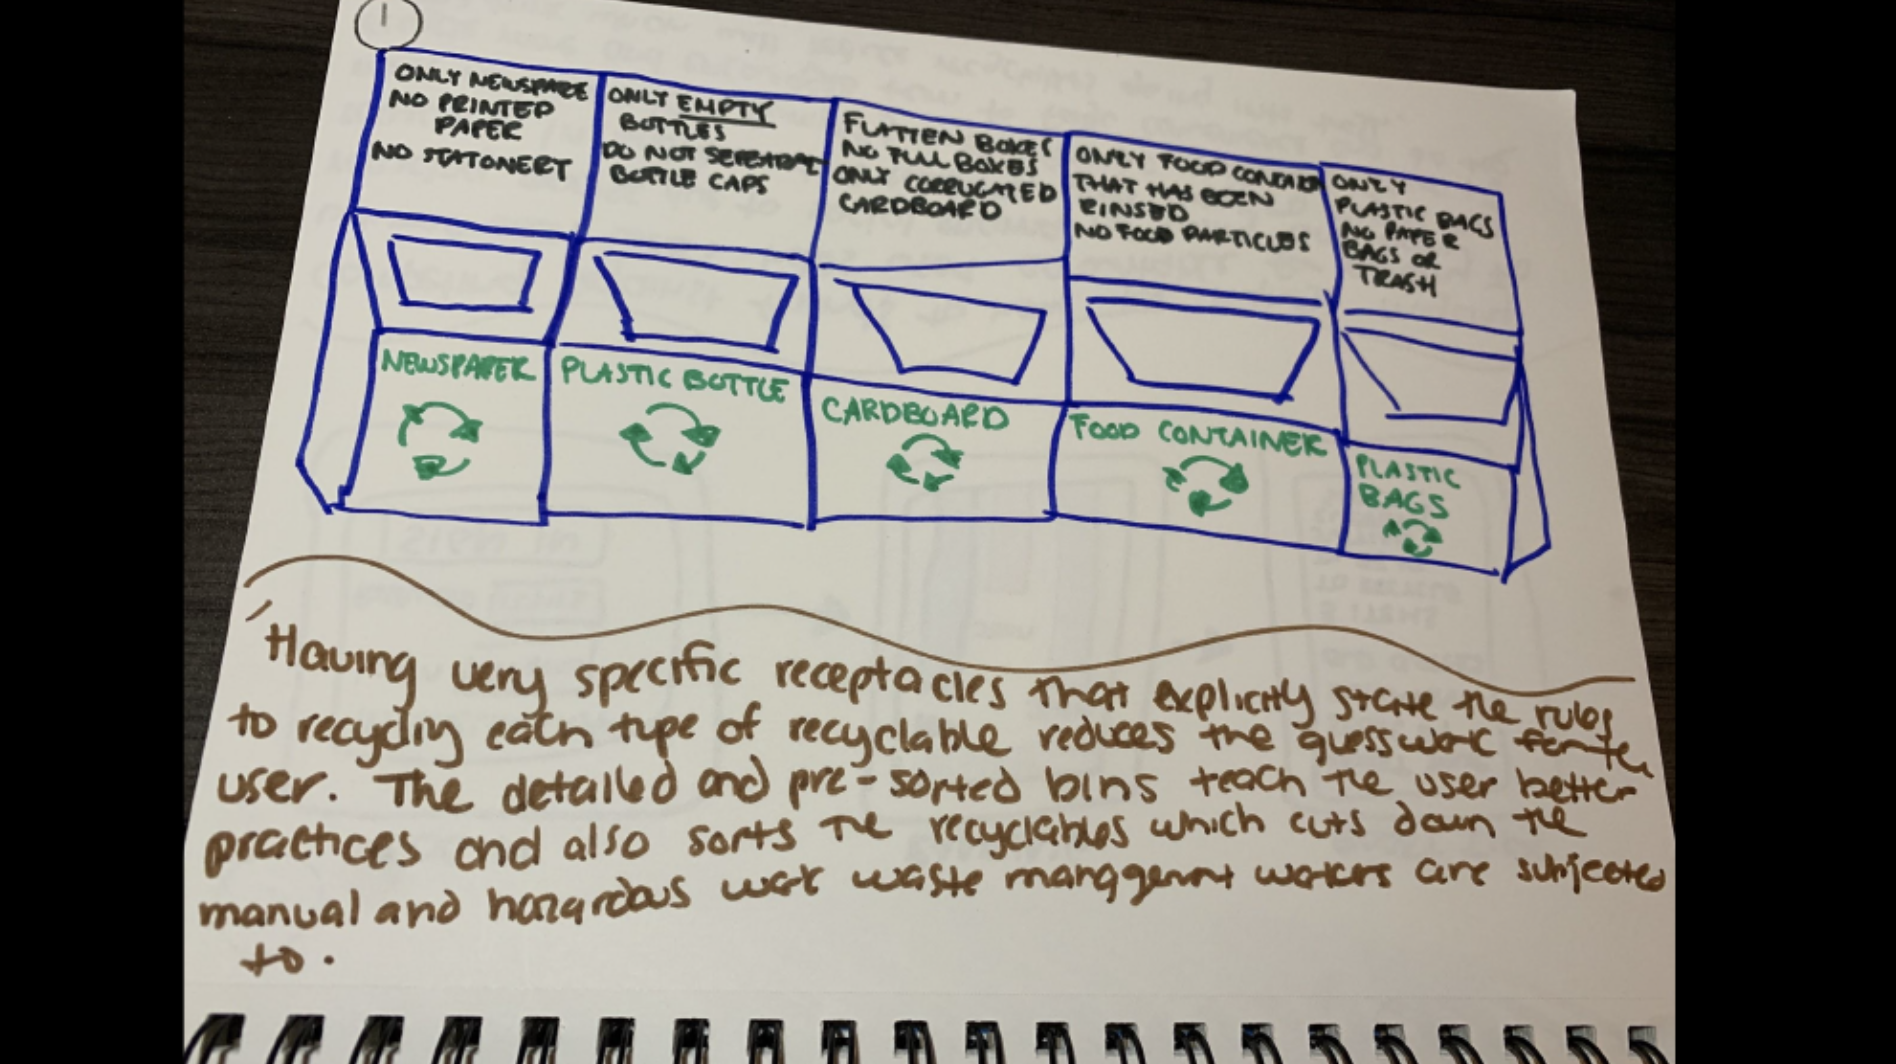 1
ONLY NEWSPAPE
NO PRINTED
PAPER
NO STATONERY
ONLY EMPTY
BOTTLES
DO NOT SEPERATE
BOTTLE CAPS
FLATTEN BOXES
NO FULL BOXES
ONLY CORRUGATED
CARDBOARD
ONLY FOOD CONTAINER
THAT HAS BEEN
RINSED
NO FOOD PARTICLES
ONLY
PLASTIC BAGS
NO PAPER
BAGS OR
TRASH
NEWSPAPER
PLASTIC BOTTLE
CARDBOARD
FOOD CONTAINER
PLASTIC
BAGS
Having very specific receptacles that explicitly state the rules
to recycling each type of recyclable reduces the guesswork for the
user. The detailed and pre-sorted bins teach the user better
practices and also sorts the recyclables which cuts down the
manual and hazardous work waste management workers are subjected
to.